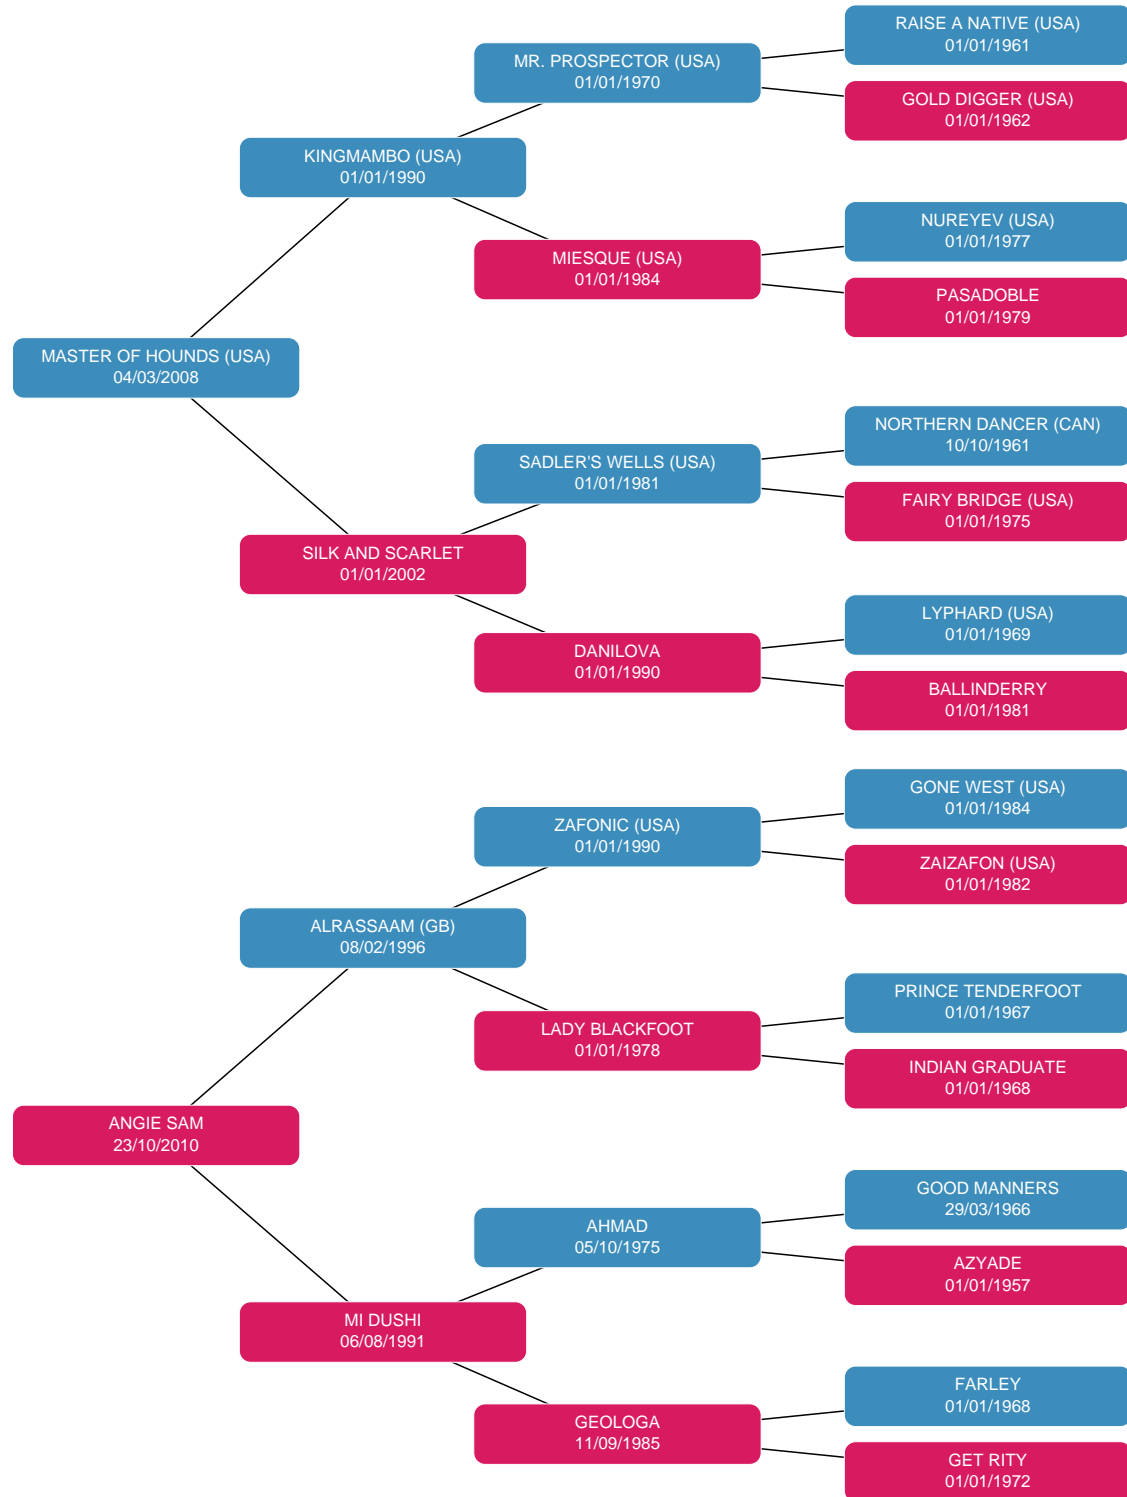 RAISE A NATIVE (USA)
01/01/1961
MR. PROSPECTOR (USA)
01/01/1970
GOLD DIGGER (USA)
01/01/1962
KINGMAMBO (USA)
01/01/1990
NUREYEV (USA)
01/01/1977
MIESQUE (USA)
01/01/1984
PASADOBLE
01/01/1979
MASTER OF HOUNDS (USA)
04/03/2008
NORTHERN DANCER (CAN)
10/10/1961
SADLER'S WELLS (USA)
01/01/1981
FAIRY BRIDGE (USA)
01/01/1975
SILK AND SCARLET
01/01/2002
LYPHARD (USA)
01/01/1969
DANILOVA
01/01/1990
BALLINDERRY
01/01/1981
GONE WEST (USA)
01/01/1984
ZAFONIC (USA)
01/01/1990
ZAIZAFON (USA)
01/01/1982
ALRASSAAM (GB)
08/02/1996
PRINCE TENDERFOOT
01/01/1967
LADY BLACKFOOT
01/01/1978
INDIAN GRADUATE
01/01/1968
ANGIE SAM
23/10/2010
GOOD MANNERS
29/03/1966
AHMAD
05/10/1975
AZYADE
01/01/1957
MI DUSHI
06/08/1991
FARLEY
01/01/1968
GEOLOGA
11/09/1985
GET RITY
01/01/1972